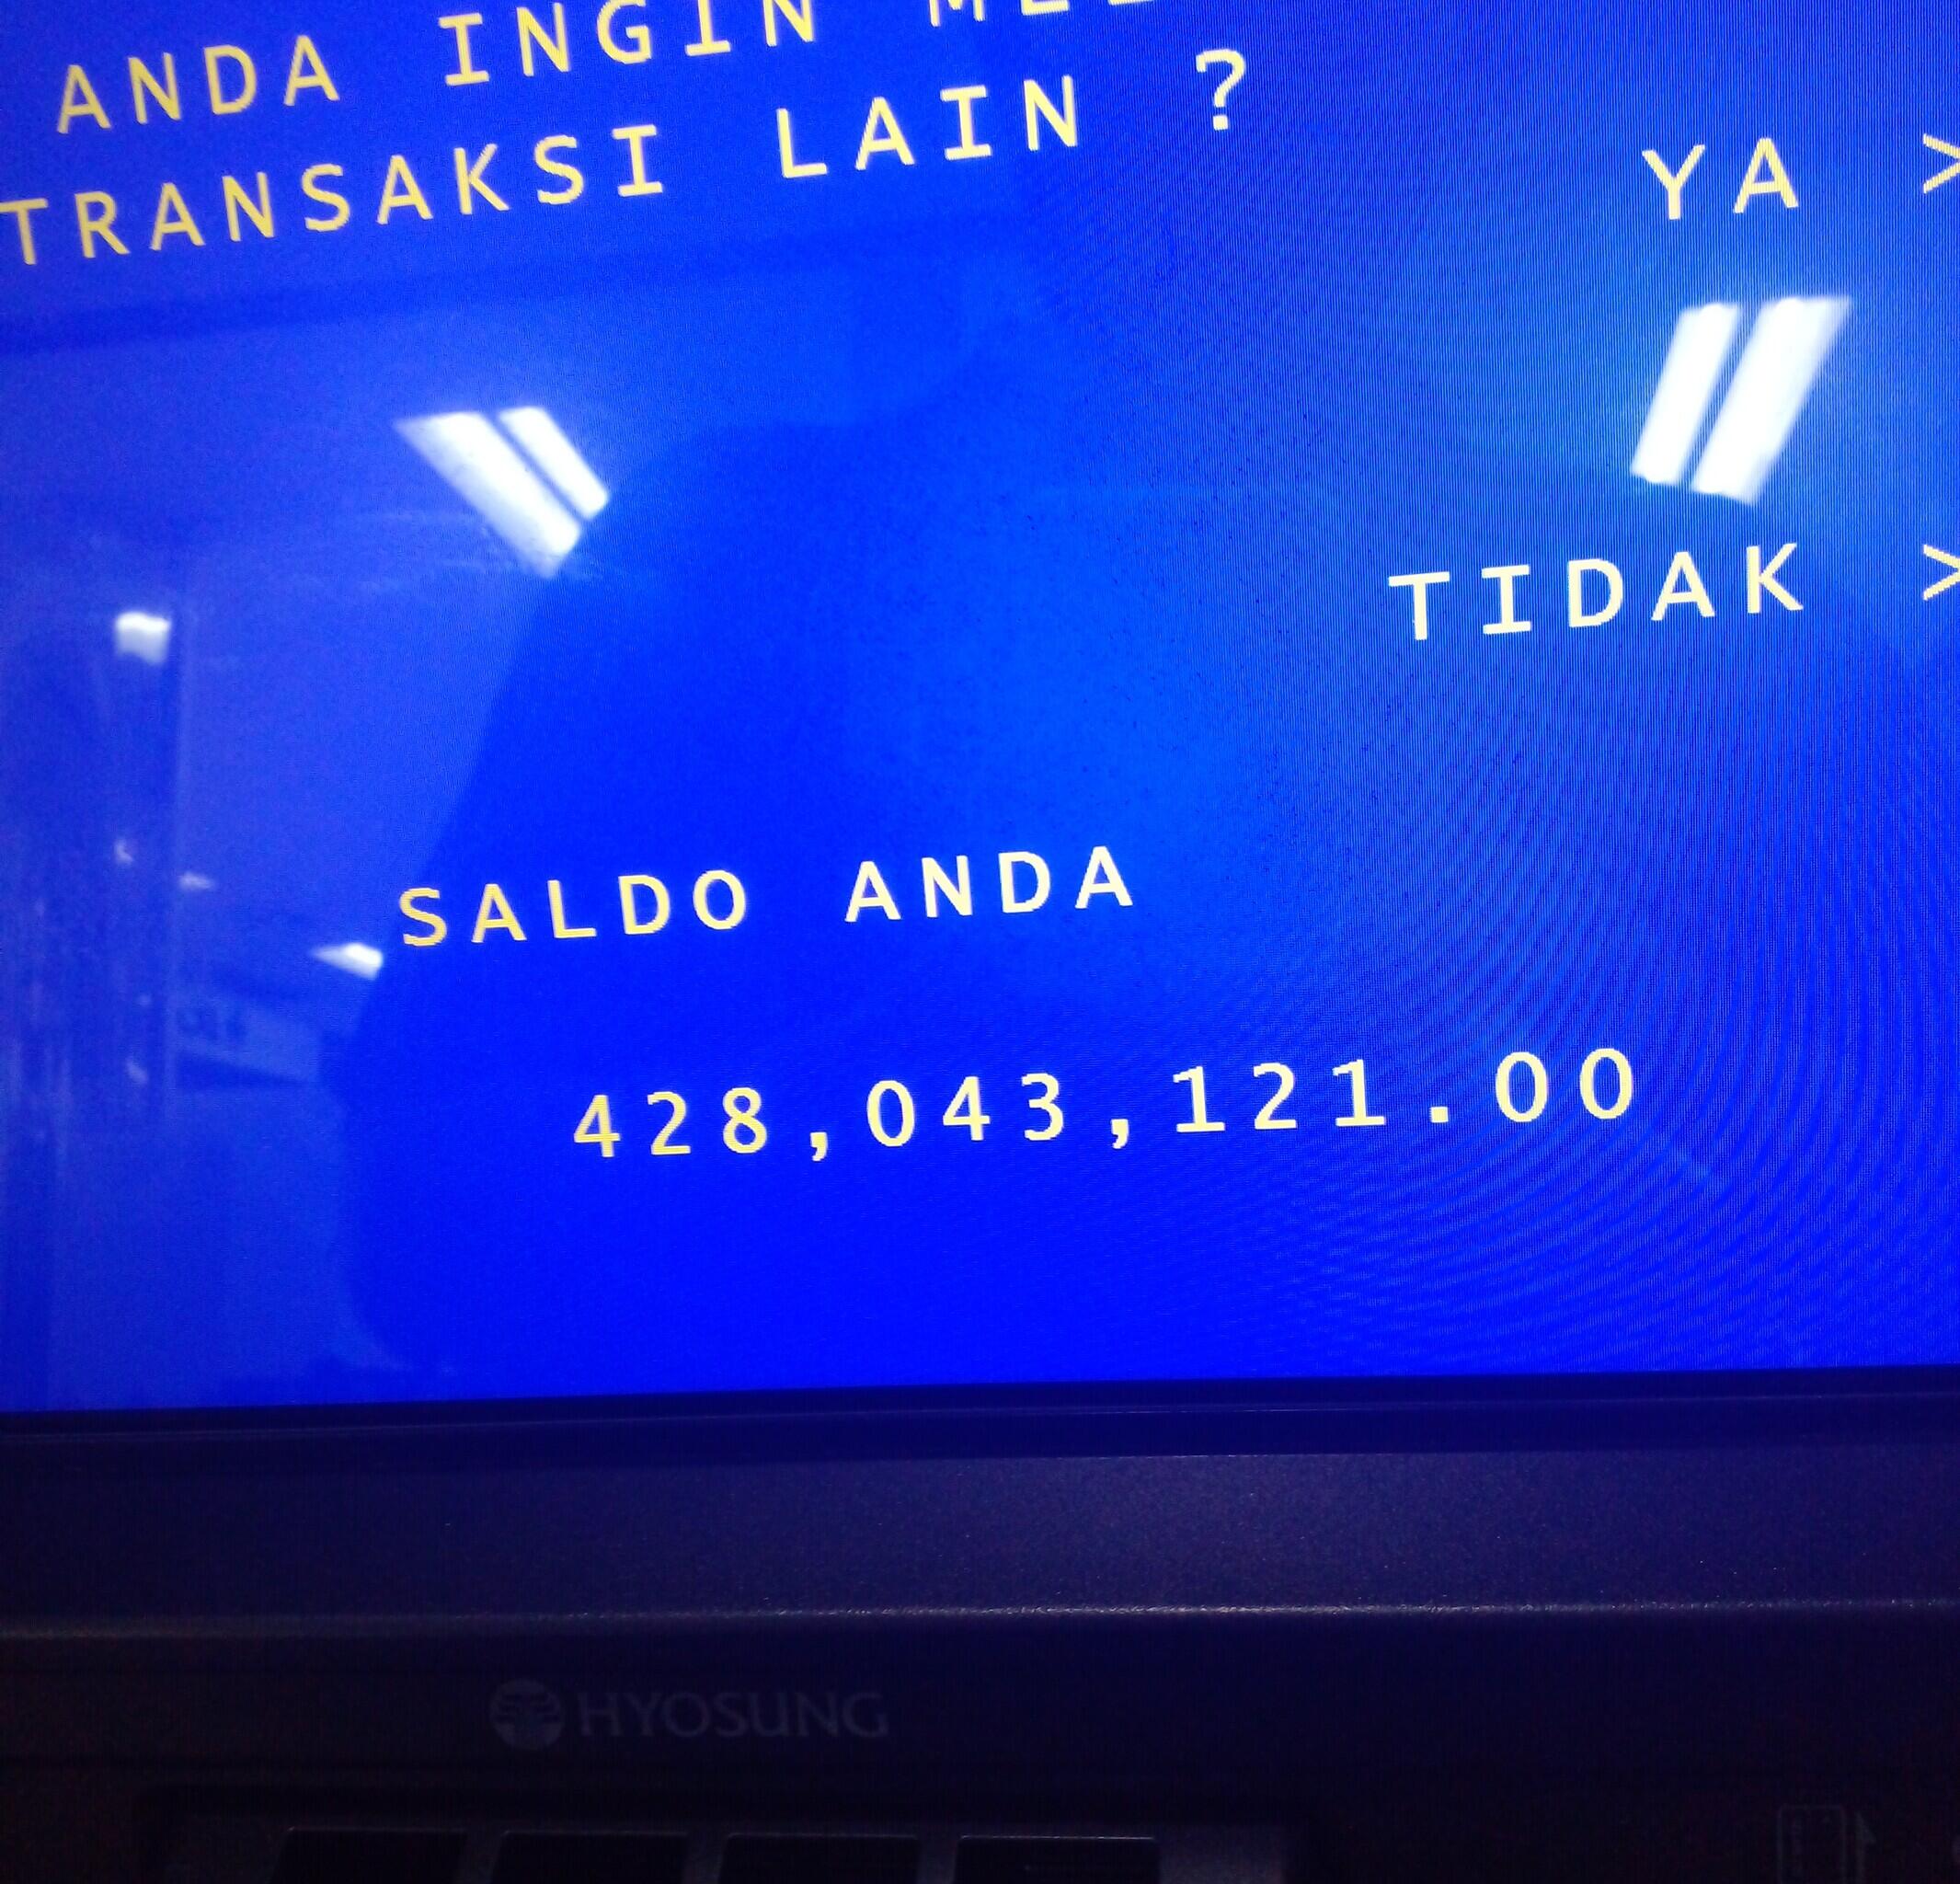 ANDA INGIN
TRANSAKSI LAIN ?
YA >
TIDAK >
SALDO ANDA
428,043,121.00
HYOSUNG